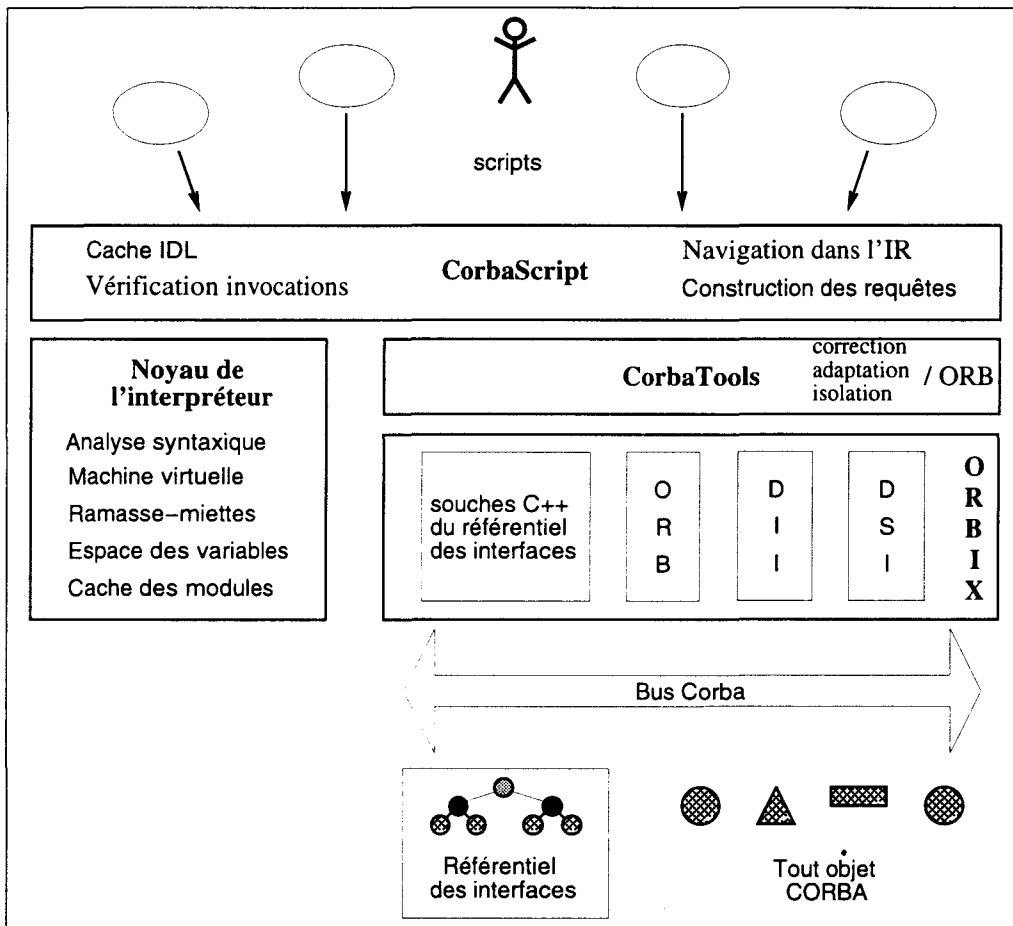 scripts
Cache IDL
Vérification invocations
CorbaScript
Navigation dans l'IR
Construction des requêtes
Noyau de
l'interpréteur
Analyse syntaxique
Machine virtuelle
Ramasse-miettes
Espace des variables
Cache des modules
CorbaTools
correction
adaptation
isolation
/ ORB
souches C++
du référentiel
des interfaces
O
R
B
D
I
I
D
S
I
O
R
B
I
X
Bus Corba
Référentiel
des interfaces
Tout objet
CORBA